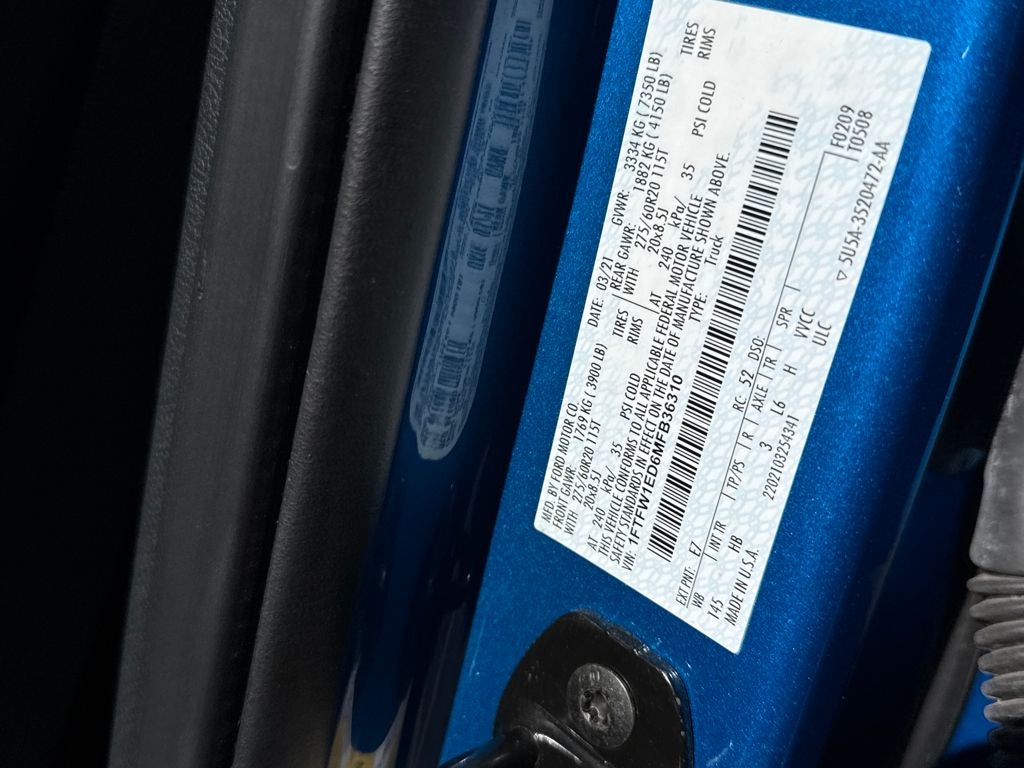 MFD. BY FORD MOTOR CO. DATE: 03/21 GVWR: 3334 KG ( 7350 LB)
FRONT GAWR: 1769 KG ( 3900 LB) REAR GAWR: 1882 KG ( 4150 LB)
WITH 275/60R20 115T TIRES WITH 275/60R20 115T TIRES
20x8.5J RIMS 20x8.5J RIMS
AT 240 kPa/ 35 PSI COLD AT 240 kPa/ 35 PSI COLD
THIS VEHICLE CONFORMS TO ALL APPLICABLE FEDERAL MOTOR VEHICLE
SAFETY STANDARDS IN EFFECT ON THE DATE OF MANUFACTURE SHOWN ABOVE.
VIN: 1FTFW1ED6MFB36310 TYPE: Truck
EXT PNT: E7 RC: 52 DSO: F0209
WB INT TR TP/PS R AXLE TR SPR T0508
145 HB 3 L6 H VVCC
MADE IN U.S.A. 2202103254341 ULC
▽ 5U5A-3520472-AA